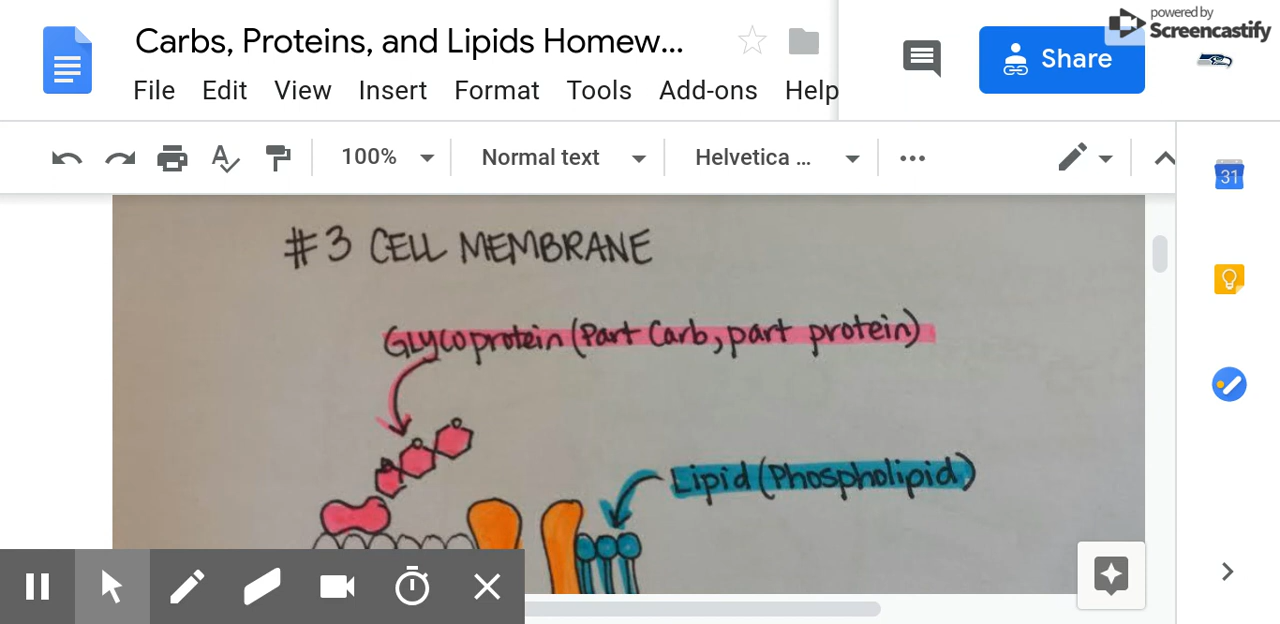 Carbs, Proteins, and Lipids Homew...
powered by
Screencastify
File Edit View Insert Format Tools Add-ons Help
Share
100% Normal text Helvetica ... 
31
#3 CELL MEMBRANE
Glycoprotein (Part Carb, part protein)
Lipid (Phospholipid)